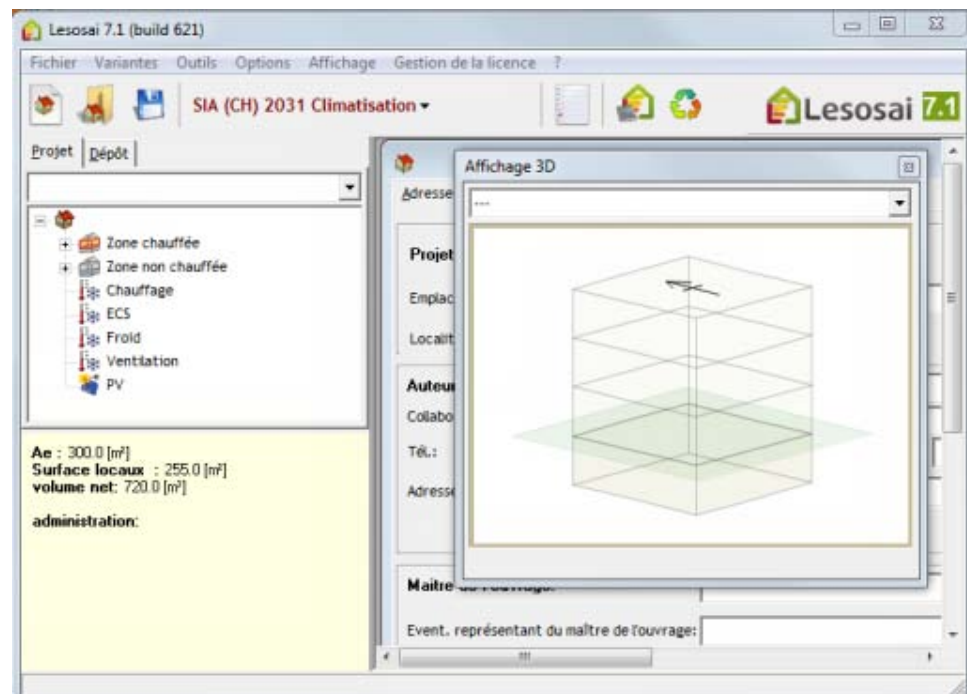 Lesosai 7.1 (build 621)
Fichier Variantes Outils Options Affichage Gestion de la licence ?
SIA (CH) 2031 Climatisation
Lesosai 7.1
Projet Dépôt
Zone chauffée
Zone non chauffée
Chauffage
ECS
Froid
Ventilation
PV
Ae : 300.0 [m²]
Surface locaux : 255.0 [m²]
volume net: 720.0 [m³]
administration:
Adresse
Projet
Emplac
Localit
Auteu
Collabo
Tél.:
Adresse
Maître
Event. représentant du maître de l'ouvrage:
Affichage 3D
---